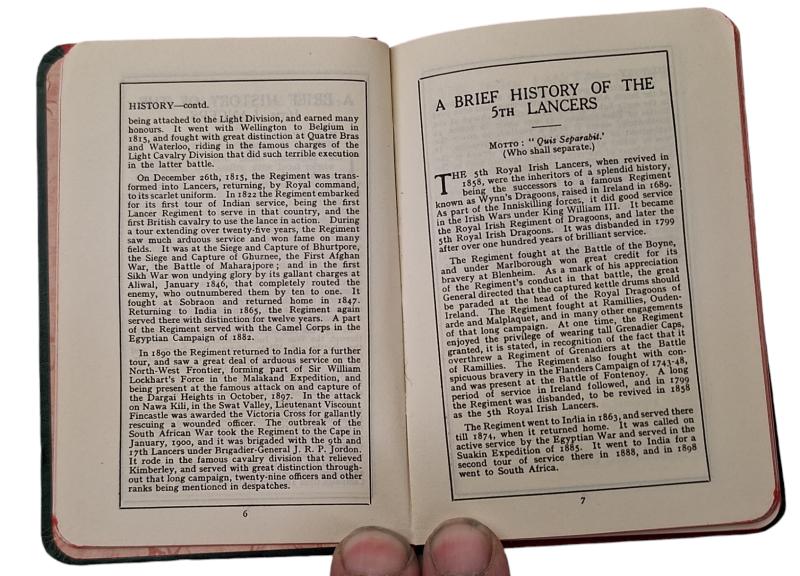 HISTORY—contd.
being attached to the Light Division, and earned many
honours. It went with Wellington to Belgium in
1815, and fought with great distinction at Quatre Bras
and Waterloo, riding in the famous charges of the
Light Cavalry Division that did such terrible execution
in the latter battle.
On December 26th, 1815, the Regiment was trans-
formed into Lancers, returning, by Royal command,
to its scarlet uniform. In 1822 the Regiment embarked
for its first tour of Indian service, being the first
Lancer Regiment to serve in that country, and the
first British cavalry to use the lance in action. During
a tour extending over twenty-five years, the Regiment
saw much arduous service and won fame on many
fields. It was at the Siege and Capture of Bhurtpore,
the Siege and Capture of Ghurnee, the First Afghan
War, the Battle of Maharajpore; and in the first
Sikh War won undying glory by its gallant charges at
Aliwal, January 1846, that completely routed the
enemy, who outnumbered them by ten to one. It
fought at Sobraon and returned home in 1847.
Returning to India in 1865, the Regiment again
served there with distinction for twelve years. A part
of the Regiment served with the Camel Corps in the
Egyptian Campaign of 1882.
In 1890 the Regiment returned to India for a further
tour, and saw a great deal of arduous service on the
North-West Frontier, forming part of Sir William
Lockhart's Force in the Malakand Expedition, and
being present at the famous attack on and capture of
the Dargai Heights in October, 1897. In the attack
on Nawa Kili, in the Swat Valley, Lieutenant Viscount
Fincastle was awarded the Victoria Cross for gallantly
rescuing a wounded officer. The outbreak of the
South African War took the Regiment to the Cape in
January, 1900, and it was brigaded with the 9th and
17th Lancers under Brigadier-General J. R. P. Jordon.
It rode in the famous cavalry division that relieved
Kimberley, and served with great distinction through-
out that long campaign, twenty-nine officers and other
ranks being mentioned in despatches.
6
A BRIEF HISTORY OF THE
5TH LANCERS
MOTTO: "Quis Separabit.'
(Who shall separate.)
THE 5th Royal Irish Lancers, when revived in
1858, were the inheritors of a splendid history,
being the successors to a famous Regiment
known as Wynn's Dragoons, raised in Ireland in 1689.
As part of the Inniskilling forces, it did good service
in the Irish Wars under King William III. It became
the Royal Irish Regiment of Dragoons, and later the
5th Royal Irish Dragoons. It was disbanded in 1799
after over one hundred years of brilliant service.
The Regiment fought at the Battle of the Boyne,
and under Marlborough won great credit for its
bravery at Blenheim. As a mark of his appreciation
of the Regiment's conduct in that battle, the great
General directed that the captured kettle drums should
be paraded at the head of the Royal Dragoons of
Ireland. The Regiment fought at Ramillies, Ouden-
arde and Malplaquet, and in many other engagements
of that long campaign. At one time, the Regiment
enjoyed the privilege of wearing tall Grenadier Caps,
granted, it is stated, in recognition of the fact that it
overthrew a Regiment of Grenadiers at the Battle
of Ramillies. The Regiment also fought with con-
spicuous bravery in the Flanders Campaign of 1743-48,
and was present at the Battle of Fontenoy. A long
period of service in Ireland followed, and in 1799
the Regiment was disbanded, to be revived in 1858
as the 5th Royal Irish Lancers.
The Regiment went to India in 1863, and served there
till 1874, when it returned home. It was called on
active service by the Egyptian War and served in the
Suakin Expedition of 1885. It went to India for a
second tour of service there in 1888, and in 1898
went to South Africa.
7